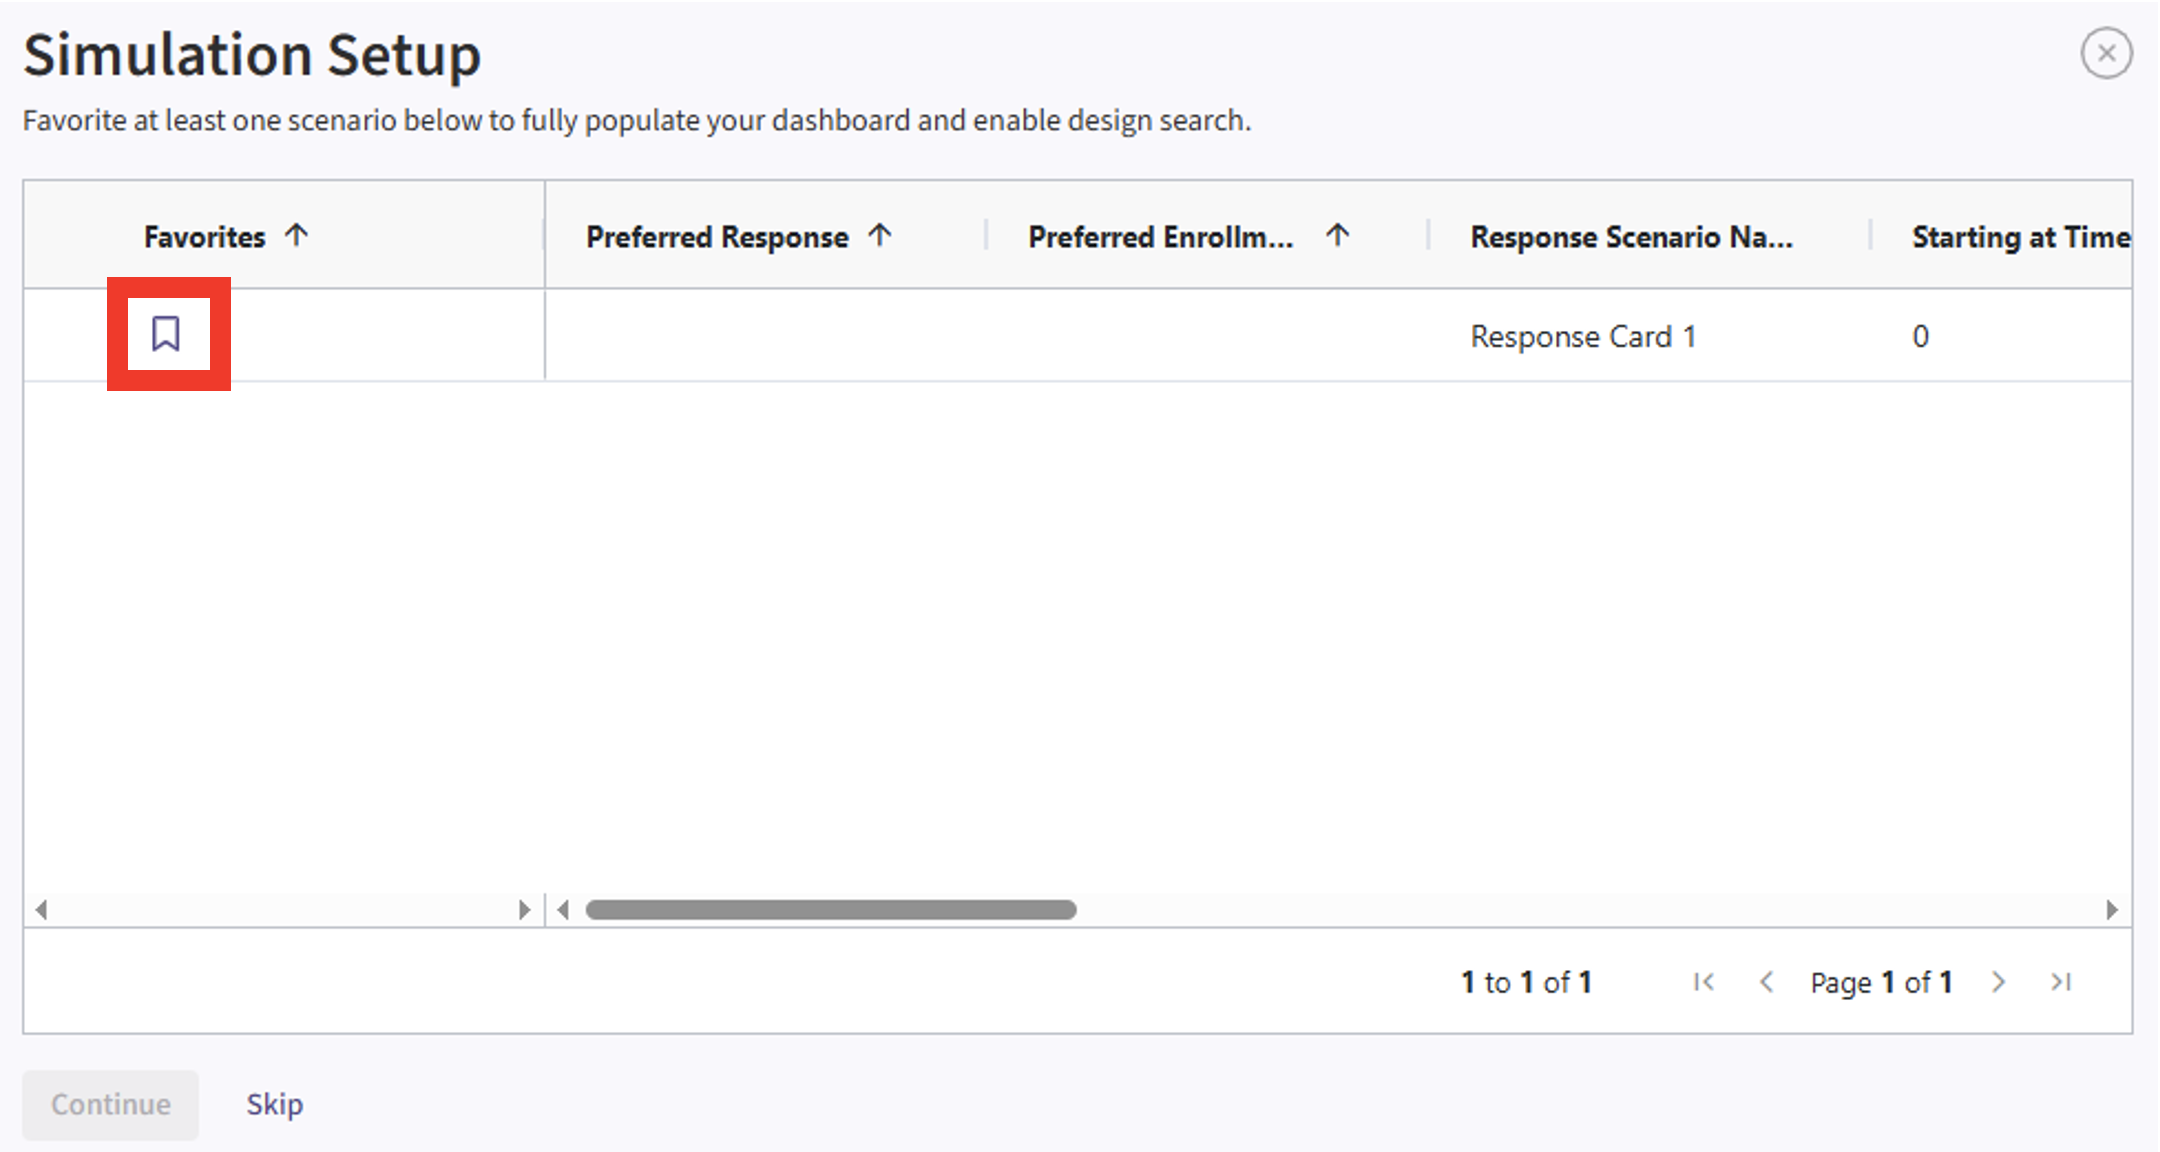 Simulation Setup
Favorite at least one scenario below to fully populate your dashboard and enable design search.
Favorites Preferred Response Preferred Enrollm... Response Scenario Na... Starting at Time
Response Card 1 0
1 to 1 of 1 Page 1 of 1
Continue Skip